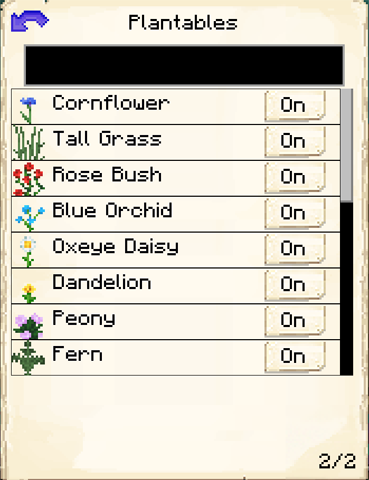 Plantables
Cornflower On
Tall Grass On
Rose Bush On
Blue Orchid On
Oxeye Daisy On
Dandelion On
Peony On
Fern On
2/2